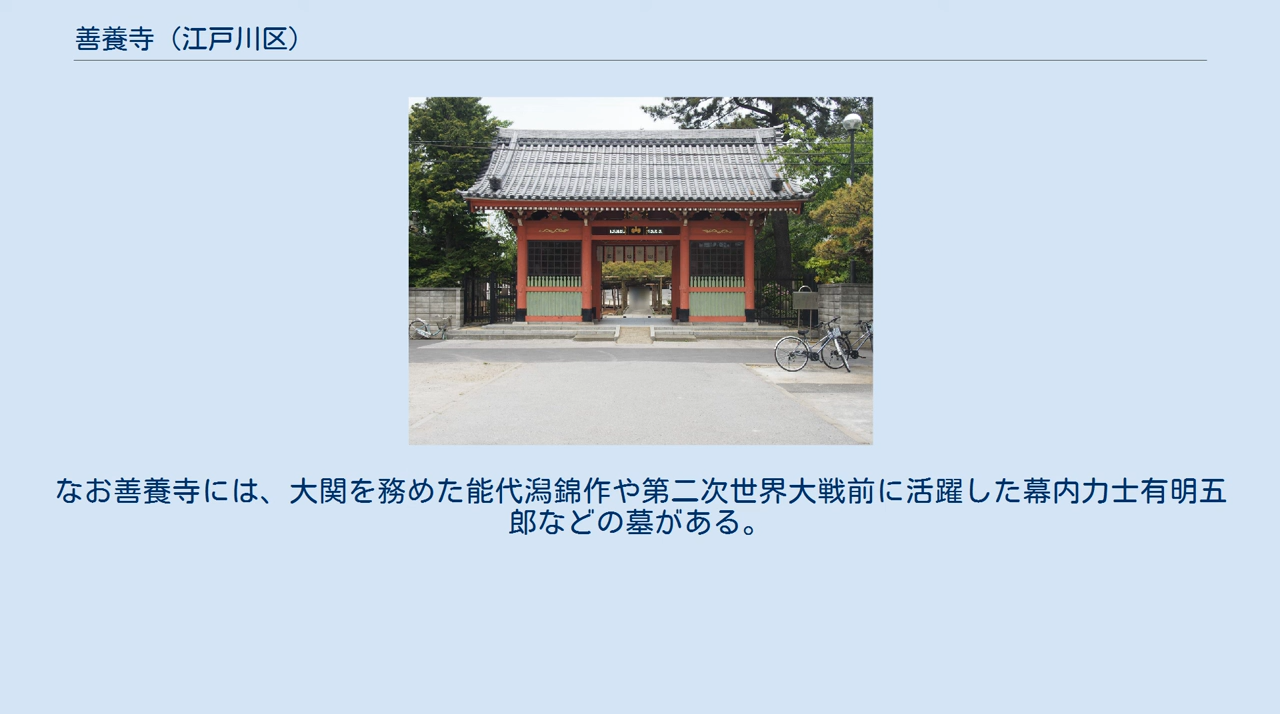 善養寺（江戸川区）
なお善養寺には、大関を務めた能代潟錦作や第二次世界大戦前に活躍した幕内力士有明五
郎などの墓がある。